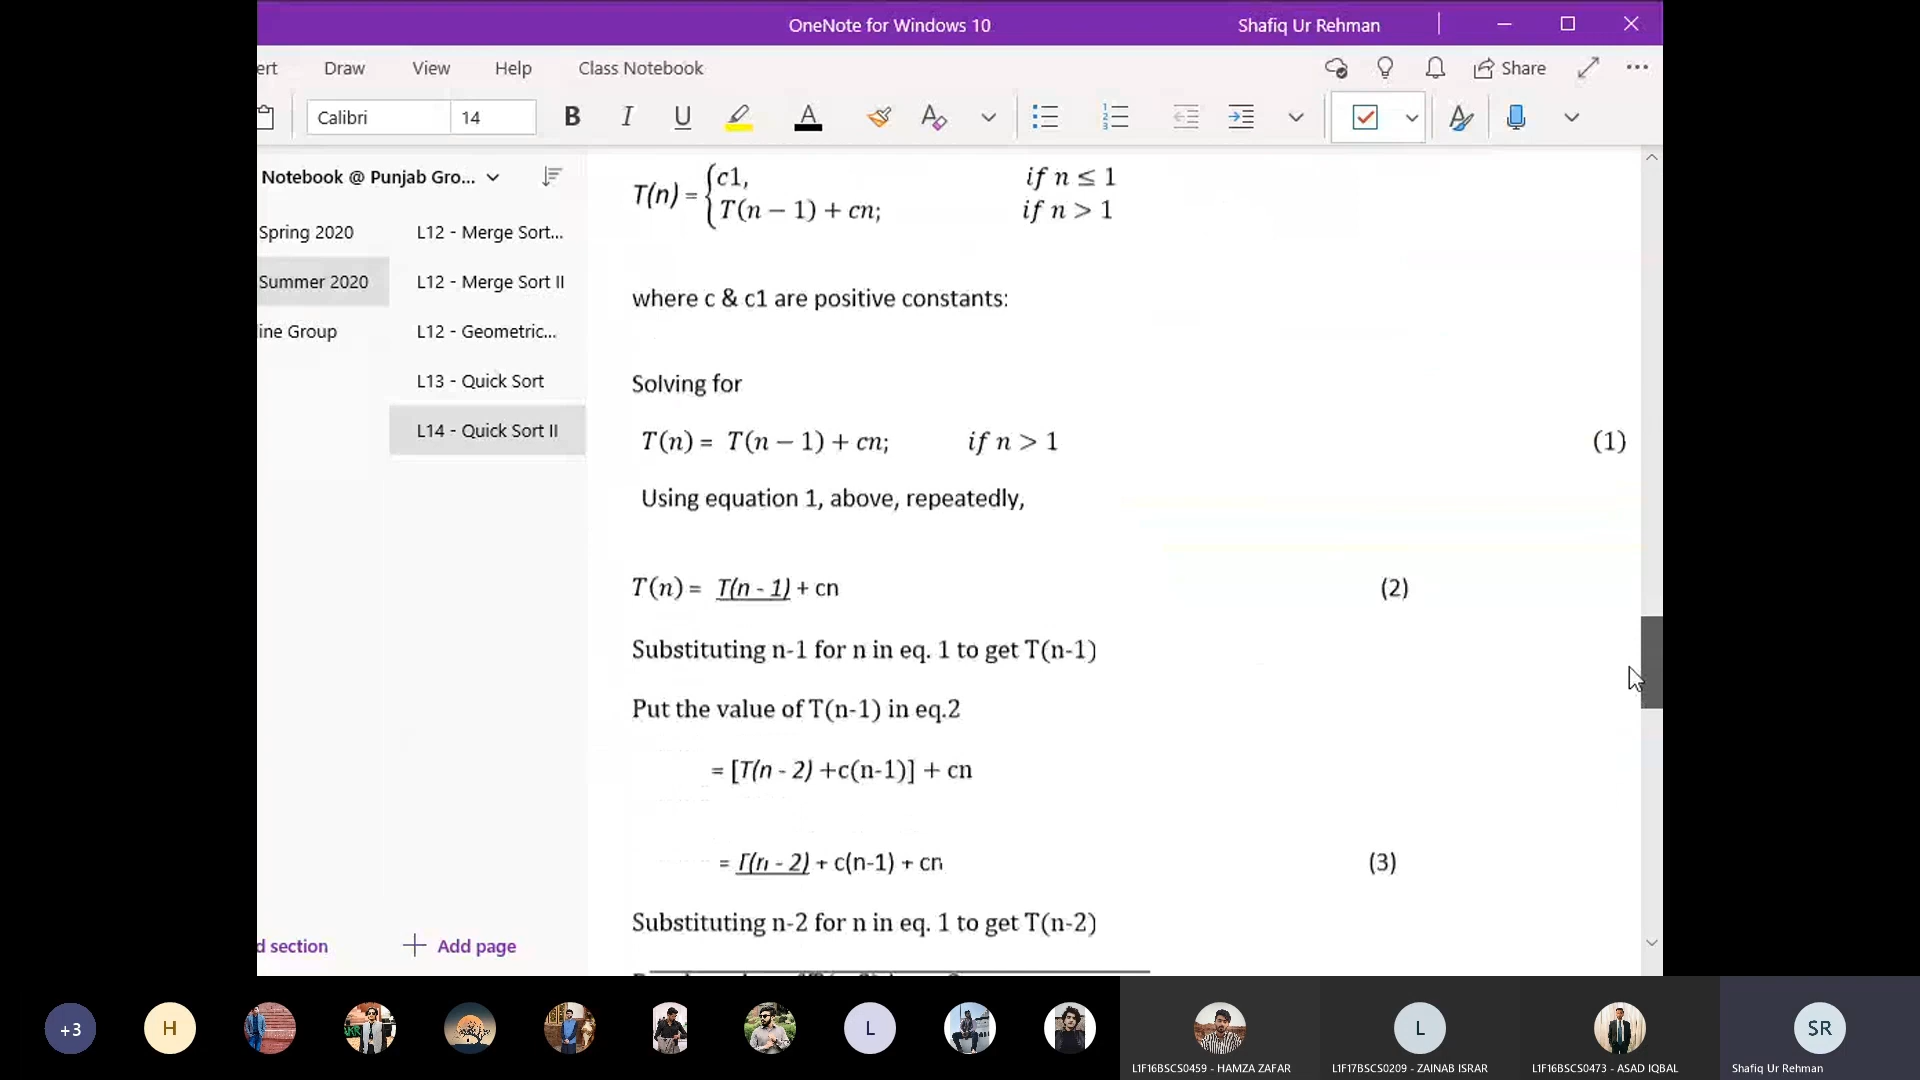 OneNote for Windows 10
Shafiq Ur Rehman
ert Draw View Help Class Notebook
Share
Calibri 14 B I U A
Notebook @ Punjab Gro...
Spring 2020
Summer 2020
ine Group
L12 - Merge Sort...
L12 - Merge Sort II
L12 - Geometric...
L13 - Quick Sort
L14 - Quick Sort II
d section
Add page
T(n) = { c1, if n ≤ 1
T(n − 1) + cn; if n > 1
where c & c1 are positive constants:
Solving for
T(n) = T(n − 1) + cn; if n > 1 (1)
Using equation 1, above, repeatedly,
T(n) = T(n - 1) + cn (2)
Substituting n-1 for n in eq. 1 to get T(n-1)
Put the value of T(n-1) in eq.2
= [T(n - 2) +c(n-1)] + cn
= T(n - 2) + c(n-1) + cn (3)
Substituting n-2 for n in eq. 1 to get T(n-2)
+3
H
L
L
SR
L1F16BSCS0459 - HAMZA ZAFAR
L1F17BSCS0209 - ZAINAB ISRAR
L1F16BSCS0473 - ASAD IQBAL
Shafiq Ur Rehman